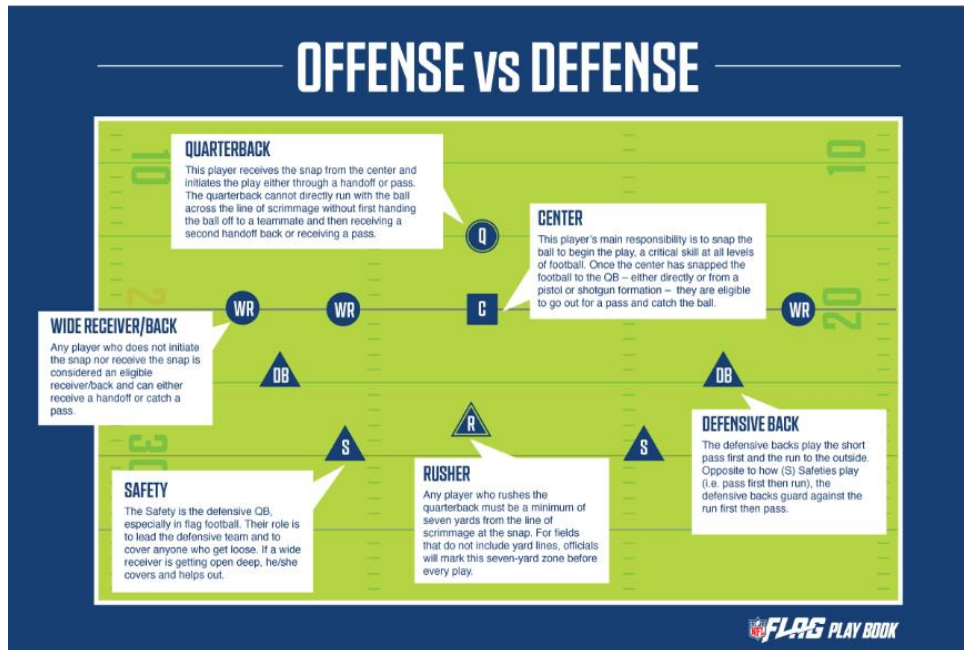 OFFENSE vs DEFENSE
10
10
QUARTERBACK
This player receives the snap from the center and
initiates the play either through a handoff or pass.
The quarterback cannot directly run with the ball
across the line of scrimmage without first handing
the ball off to a teammate and then receiving a
second handoff back or receiving a pass.
Q
CENTER
This player's main responsibility is to snap the
ball to begin the play, a critical skill at all levels
of football. Once the center has snapped the
football to the QB – either directly or from a
pistol or shotgun formation – they are eligible
to go out for a pass and catch the ball.
2
WR
WR
C
WR
20
WIDE RECEIVER/BACK
Any player who does not initiate
the snap nor receive the snap is
considered an eligible
receiver/back and can either
receive a handoff or catch a
pass.
DB
DB
30
S
R
S
DEFENSIVE BACK
The defensive backs play the short
pass first and the run to the outside.
Opposite to how (S) Safeties play
(i.e. pass first then run), the
defensive backs guard against the
run first then pass.
SAFETY
The Safety is the defensive QB,
especially in flag football. Their role is
to lead the defensive team and to
cover anyone who get loose. If a wide
receiver is getting open deep, he/she
covers and helps out.
RUSHER
Any player who rushes the
quarterback must be a minimum of
seven yards from the line of
scrimmage at the snap. For fields
that do not include yard lines, officials
will mark this seven-yard zone before
every play.
NFL FLAG PLAY BOOK